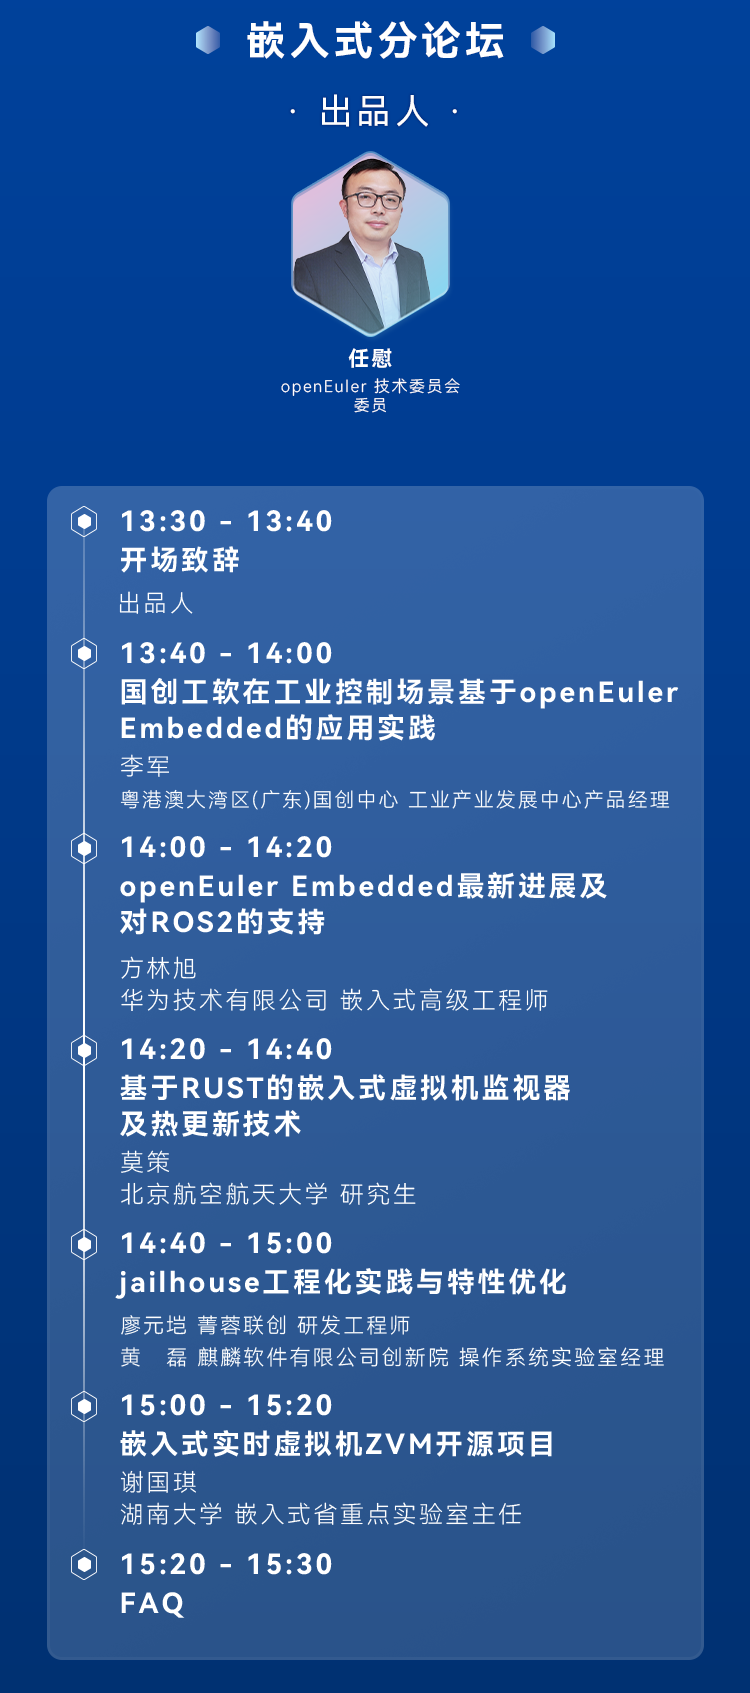 嵌入式分论坛
· 出品人 ·
任慰
openEuler 技术委员会
委员
13:30 - 13:40
开场致辞
出品人
13:40 - 14:00
国创工软在工业控制场景基于openEuler
Embedded的应用实践
李军
粤港澳大湾区(广东)国创中心 工业产业发展中心产品经理
14:00 - 14:20
openEuler Embedded最新进展及
对ROS2的支持
方林旭
华为技术有限公司 嵌入式高级工程师
14:20 - 14:40
基于RUST的嵌入式虚拟机监视器
及热更新技术
莫策
北京航空航天大学 研究生
14:40 - 15:00
jailhouse工程化实践与特性优化
廖元垲 菁蓉联创 研发工程师
黄 磊 麒麟软件有限公司创新院 操作系统实验室经理
15:00 - 15:20
嵌入式实时虚拟机ZVM开源项目
谢国琪
湖南大学 嵌入式省重点实验室主任
15:20 - 15:30
FAQ